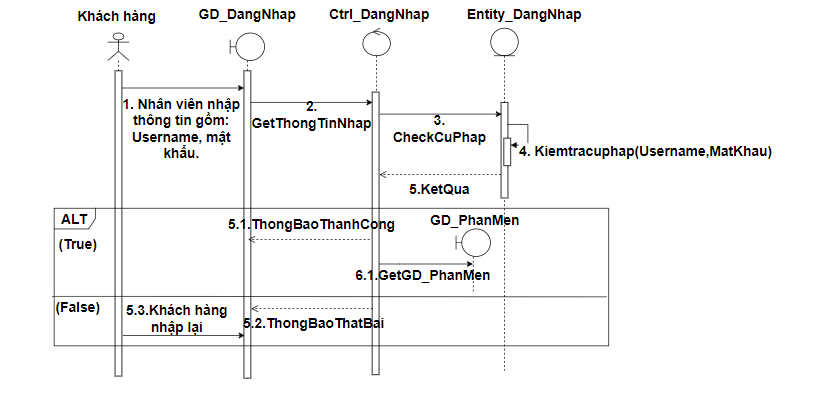 Khách hàng
GD_DangNhap
Ctrl_DangNhap
Entity_DangNhap
1. Nhân viên nhập
thông tin gồm:
Username, mật
khẩu.
2.
GetThongTinNhap
3.
CheckCuPhap
4. Kiemtracuphap(Username,MatKhau)
5.KetQua
ALT
(True)
5.1.ThongBaoThanhCong
GD_PhanMen
6.1.GetGD_PhanMen
(False)
5.3.Khách hàng
nhập lại
5.2.ThongBaoThatBai